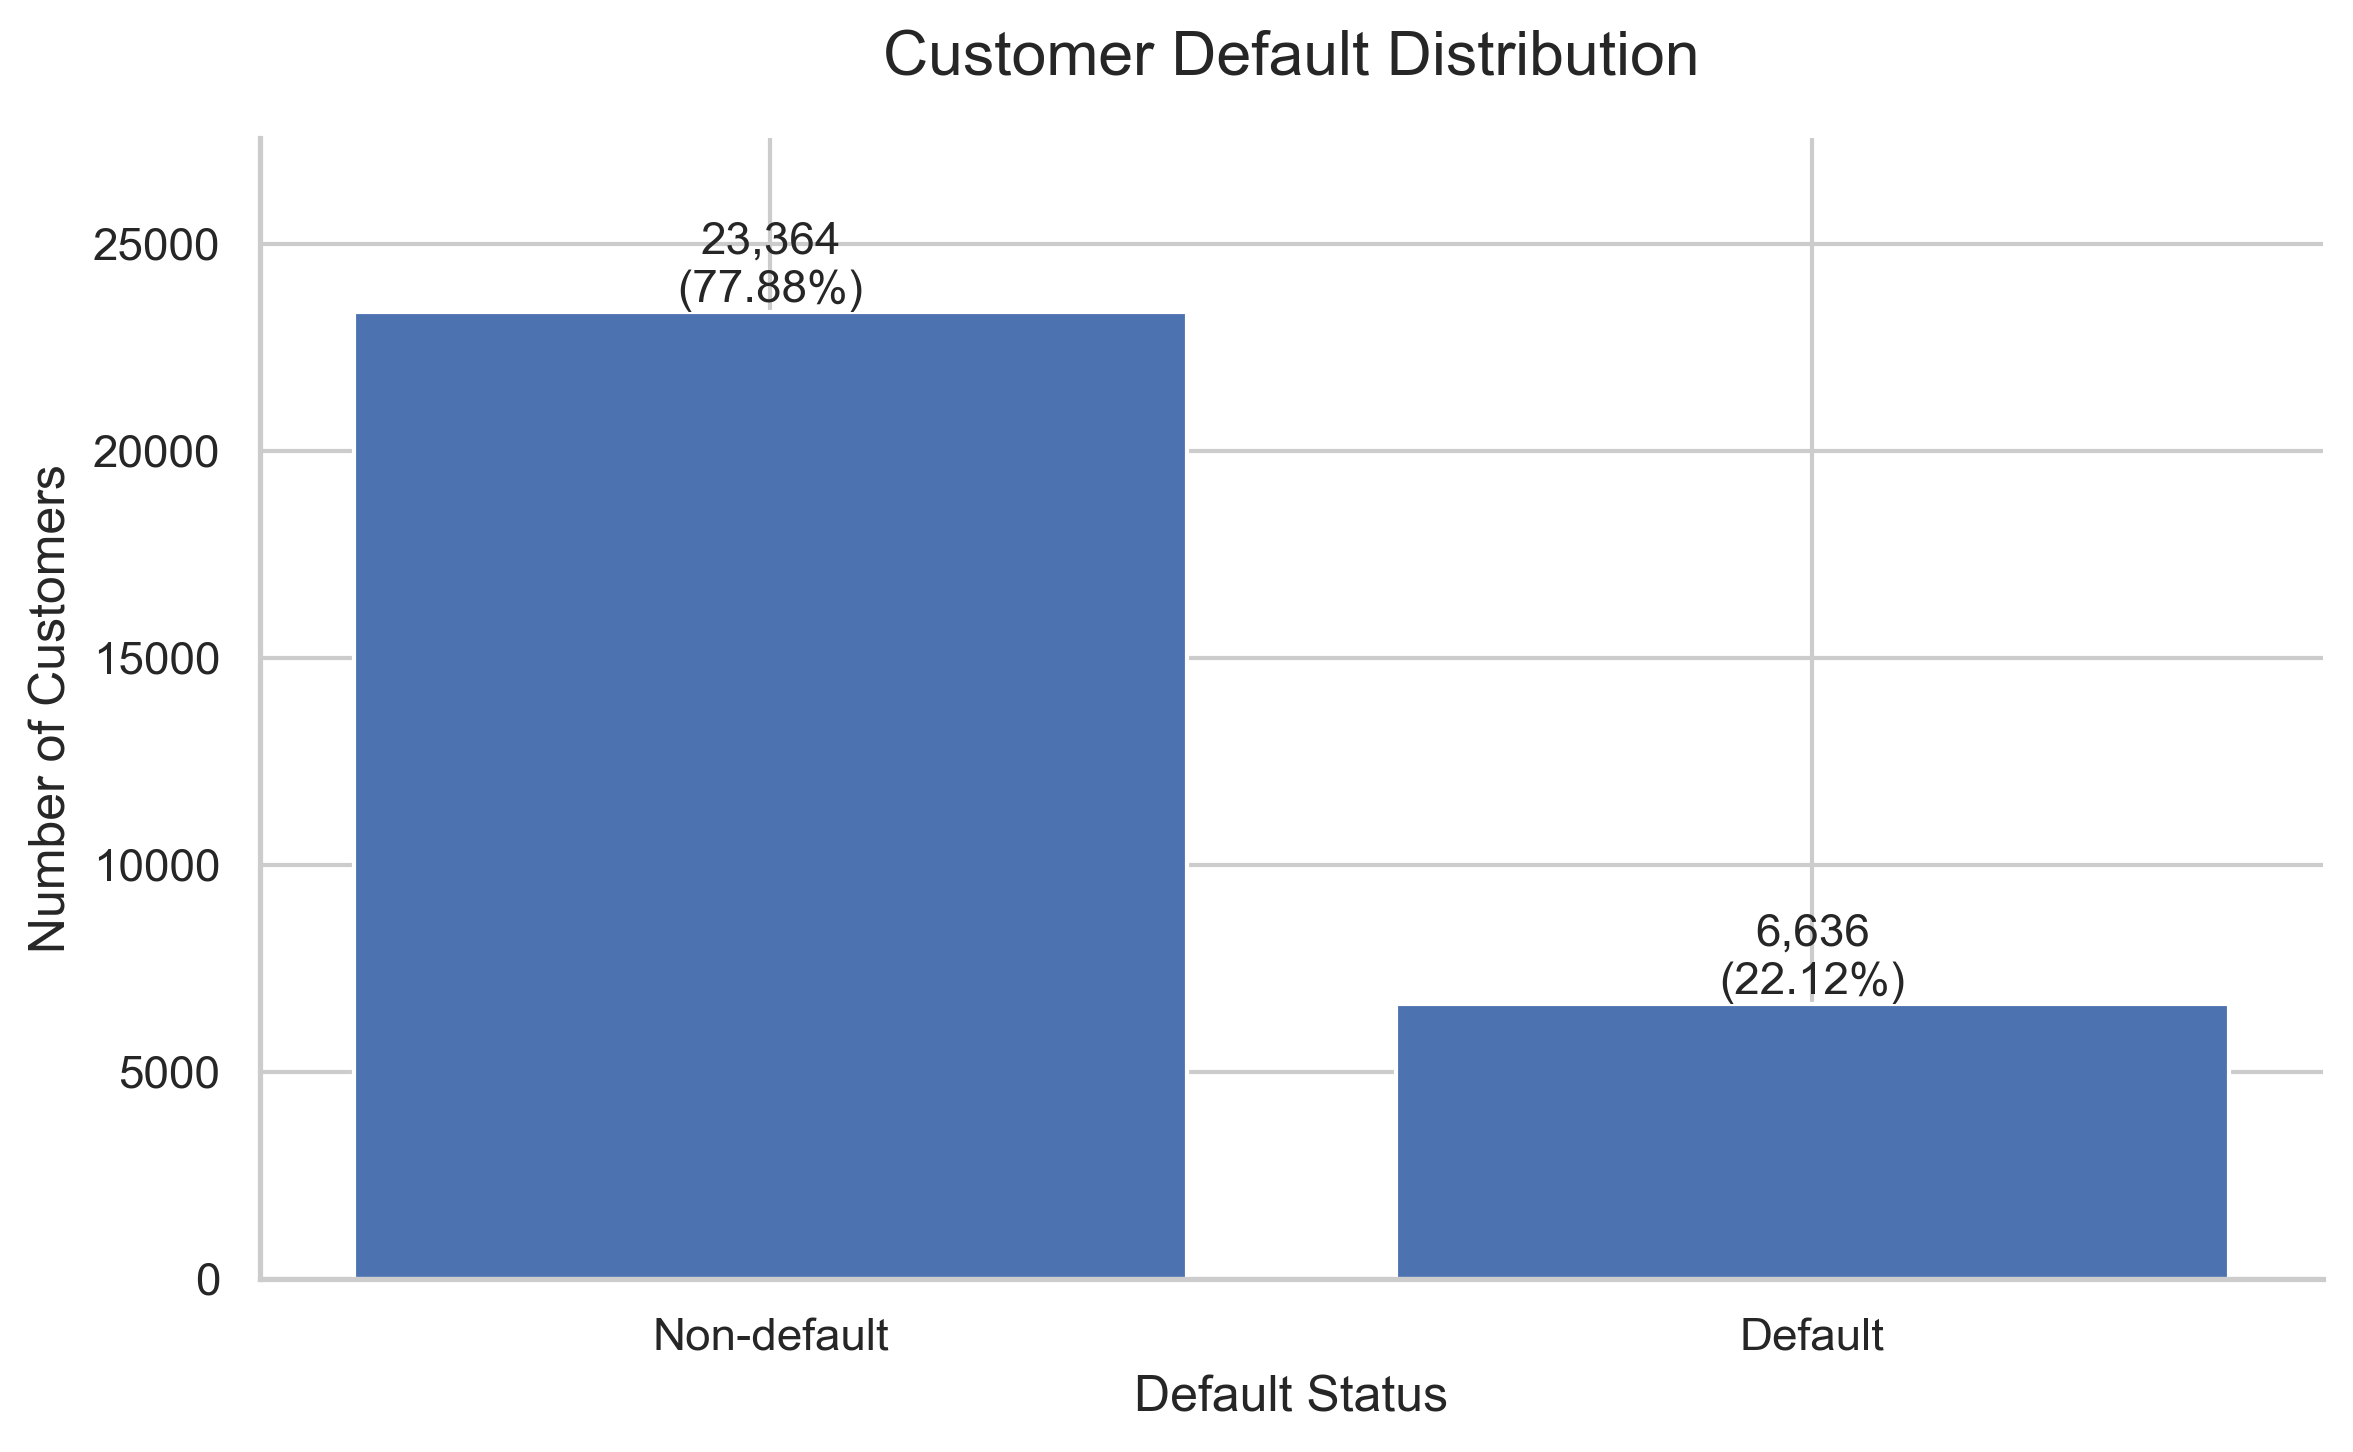 Customer Default Distribution
Number of Customers
25000
20000
15000
10000
5000
0
23,364
(77.88%)
6,636
(22.12%)
Non-default
Default
Default Status